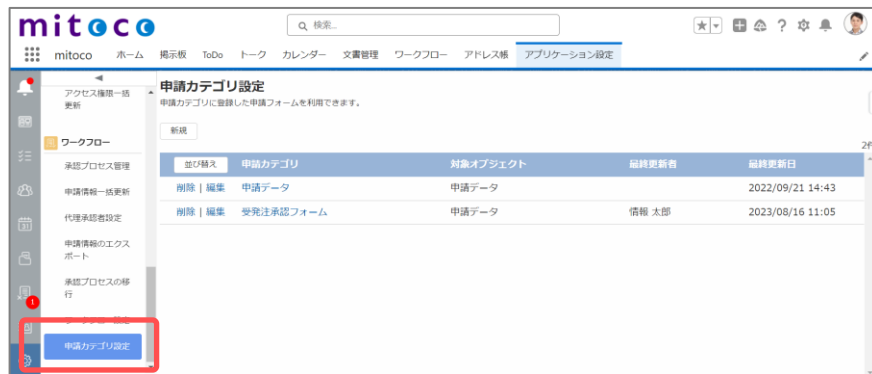 mitoco
検索...
mitoco ホーム 掲示板 ToDo トーク カレンダー 文書管理 ワークフロー アドレス帳 アプリケーション設定
アクセス権限一括
更新
ワークフロー
承認プロセス管理
申請情報一括更新
代理承認者設定
申請情報のエクス
ポート
承認プロセスの移
行
申請カテゴリ設定
申請カテゴリ設定
申請カテゴリに登録した申請フォームを利用できます。
新規
並び替え 申請カテゴリ 対象オブジェクト 最終更新者 最終更新日
削除 | 編集 申請データ 申請データ 2022/09/21 14:43
削除 | 編集 受発注承認フォーム 申請データ 情報 太郎 2023/08/16 11:05
31
1